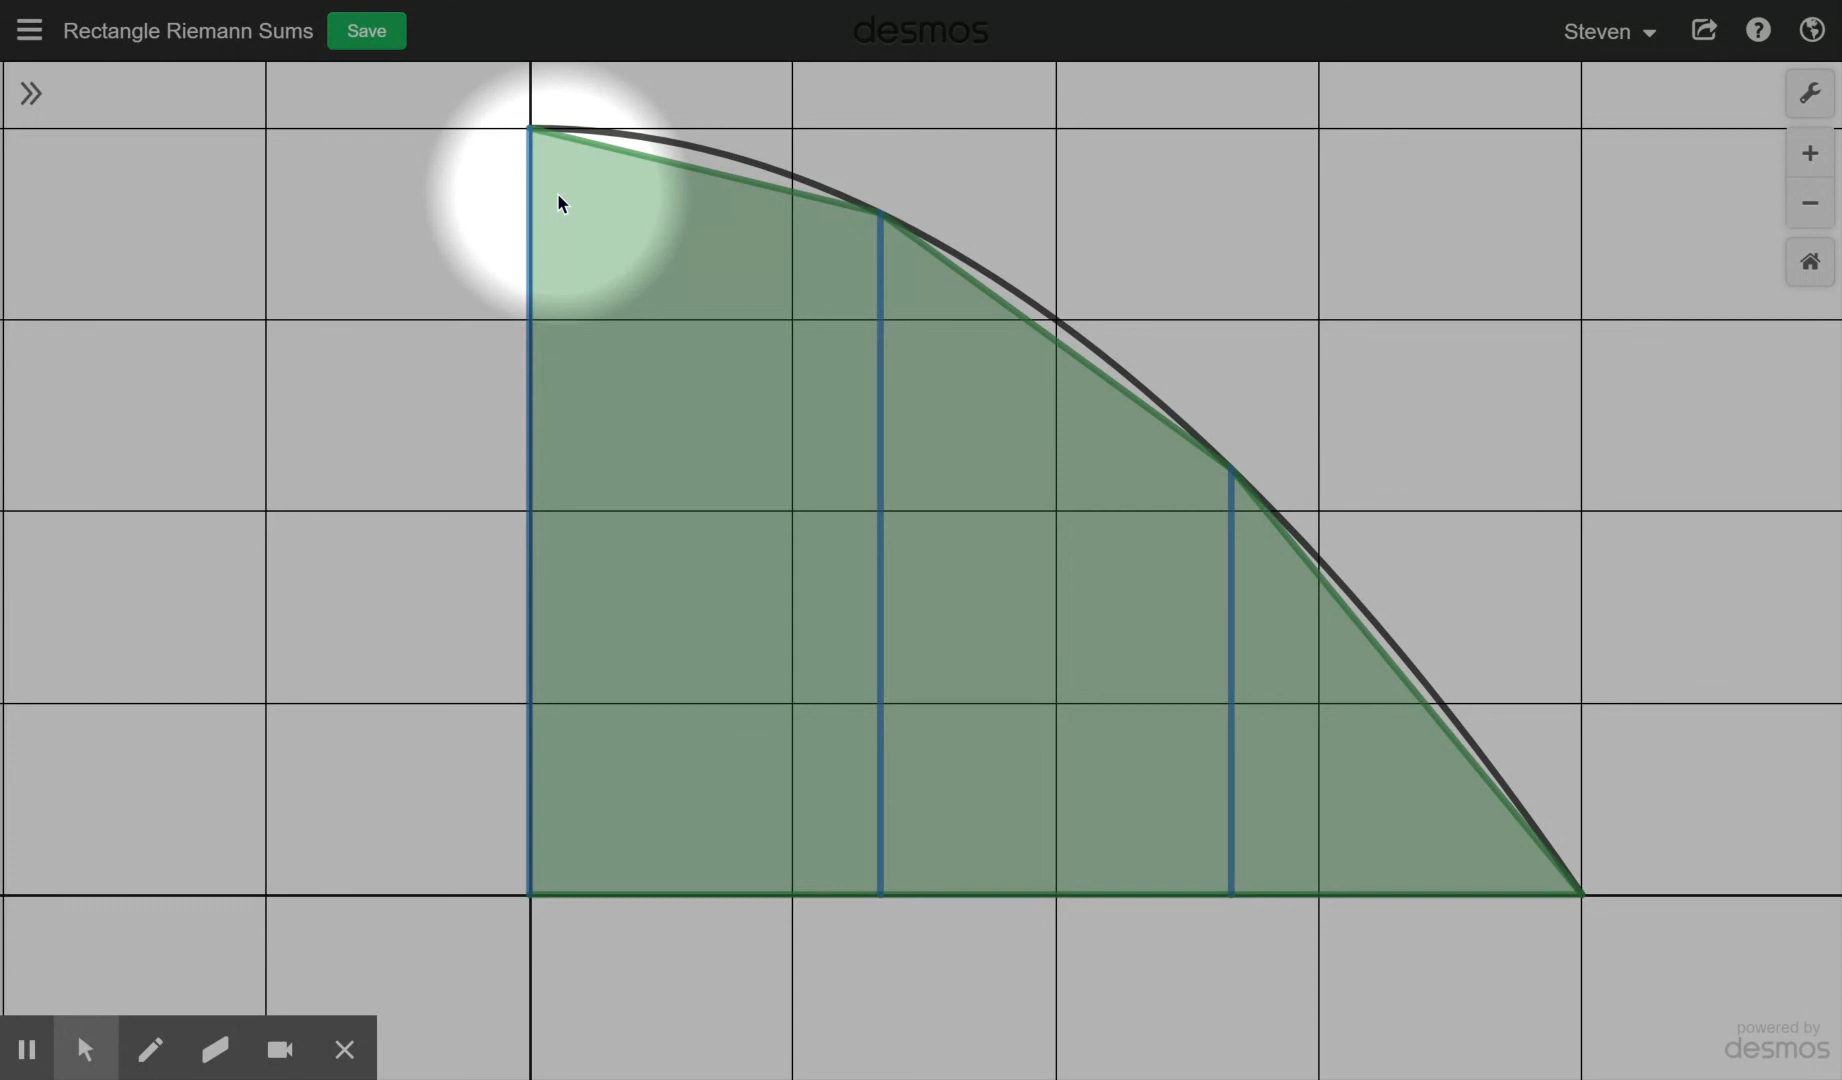 Rectangle Riemann Sums
Save
desmos
Steven
powered by
desmos